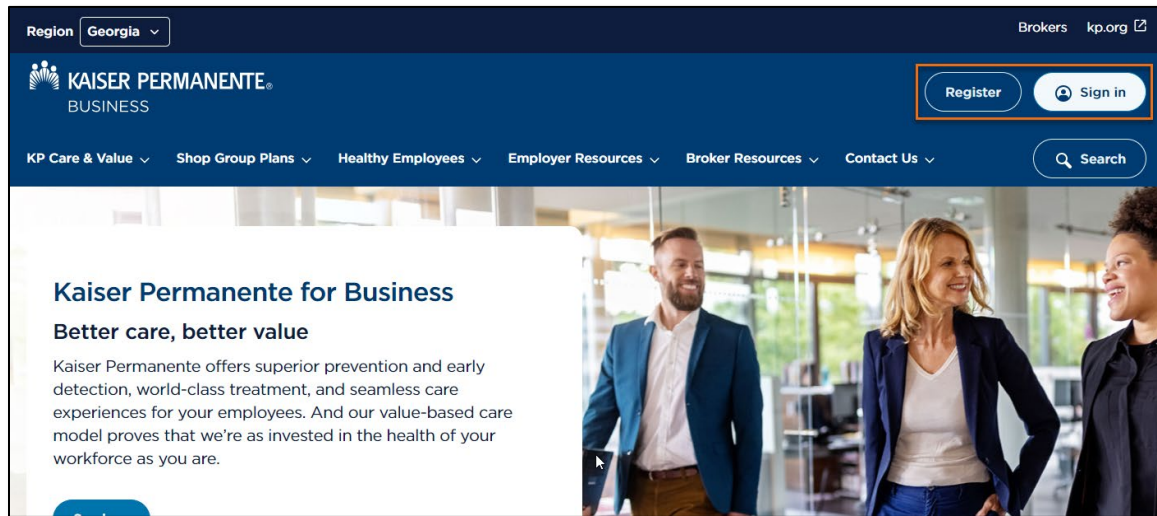 Region Georgia
Brokers kp.org
KAISER PERMANENTE®
BUSINESS
Register Sign in
KP Care & Value Shop Group Plans Healthy Employees Employer Resources Broker Resources Contact Us Search
Kaiser Permanente for Business
Better care, better value
Kaiser Permanente offers superior prevention and early
detection, world-class treatment, and seamless care
experiences for your employees. And our value-based care
model proves that we’re as invested in the health of your
workforce as you are.